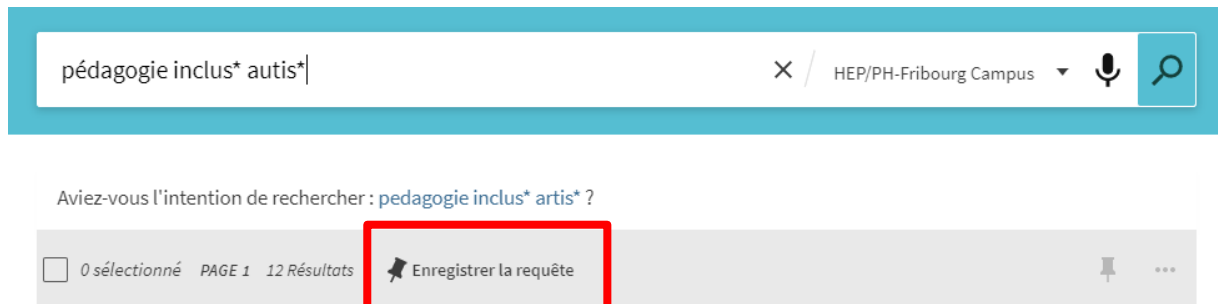 pédagogie inclus* autis* HEP/PH-Fribourg Campus
Aviez-vous l'intention de rechercher : pedagogie inclus* artis* ?
0 sélectionné PAGE 1 12 Résultats Enregistrer la requête